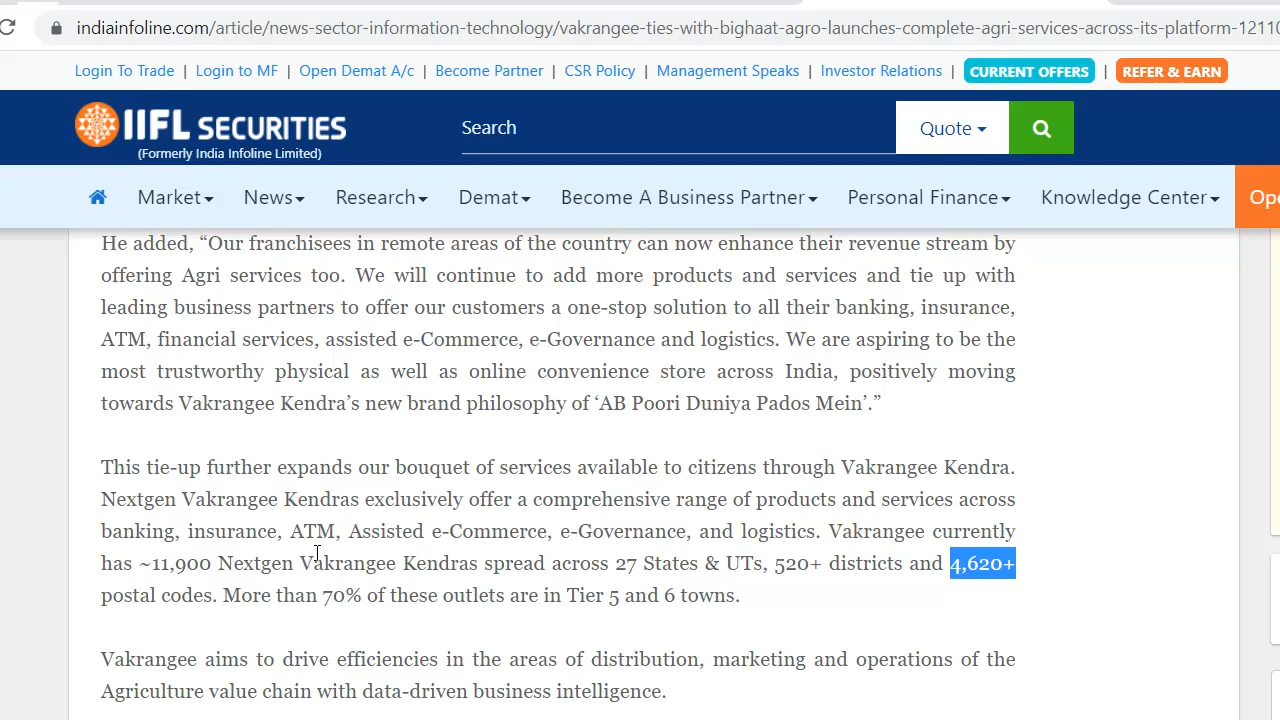 indiainfoline.com/article/news-sector-information-technology/vakrangee-ties-with-bighaat-agro-launches-complete-agri-services-across-its-platform-12110
Login To Trade | Login to MF | Open Demat A/c | Become Partner | CSR Policy | Management Speaks | Investor Relations | CURRENT OFFERS | REFER & EARN
IIFL SECURITIES
(Formerly India Infoline Limited)
Search
Quote
Market News Research Demat Become A Business Partner Personal Finance Knowledge Center Ope
He added, “Our franchisees in remote areas of the country can now enhance their revenue stream by
offering Agri services too. We will continue to add more products and services and tie up with
leading business partners to offer our customers a one-stop solution to all their banking, insurance,
ATM, financial services, assisted e-Commerce, e-Governance and logistics. We are aspiring to be the
most trustworthy physical as well as online convenience store across India, positively moving
towards Vakrangee Kendra’s new brand philosophy of ‘AB Poori Duniya Pados Mein’.”
This tie-up further expands our bouquet of services available to citizens through Vakrangee Kendra.
Nextgen Vakrangee Kendras exclusively offer a comprehensive range of products and services across
banking, insurance, ATM, Assisted e-Commerce, e-Governance, and logistics. Vakrangee currently
has ~11,900 Nextgen Vakrangee Kendras spread across 27 States & UTs, 520+ districts and 4,620+
postal codes. More than 70% of these outlets are in Tier 5 and 6 towns.
Vakrangee aims to drive efficiencies in the areas of distribution, marketing and operations of the
Agriculture value chain with data-driven business intelligence.